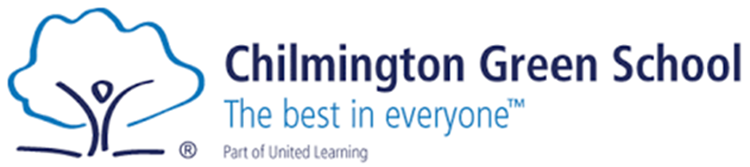 Chilmington Green School
The best in everyone™
Part of United Learning
®